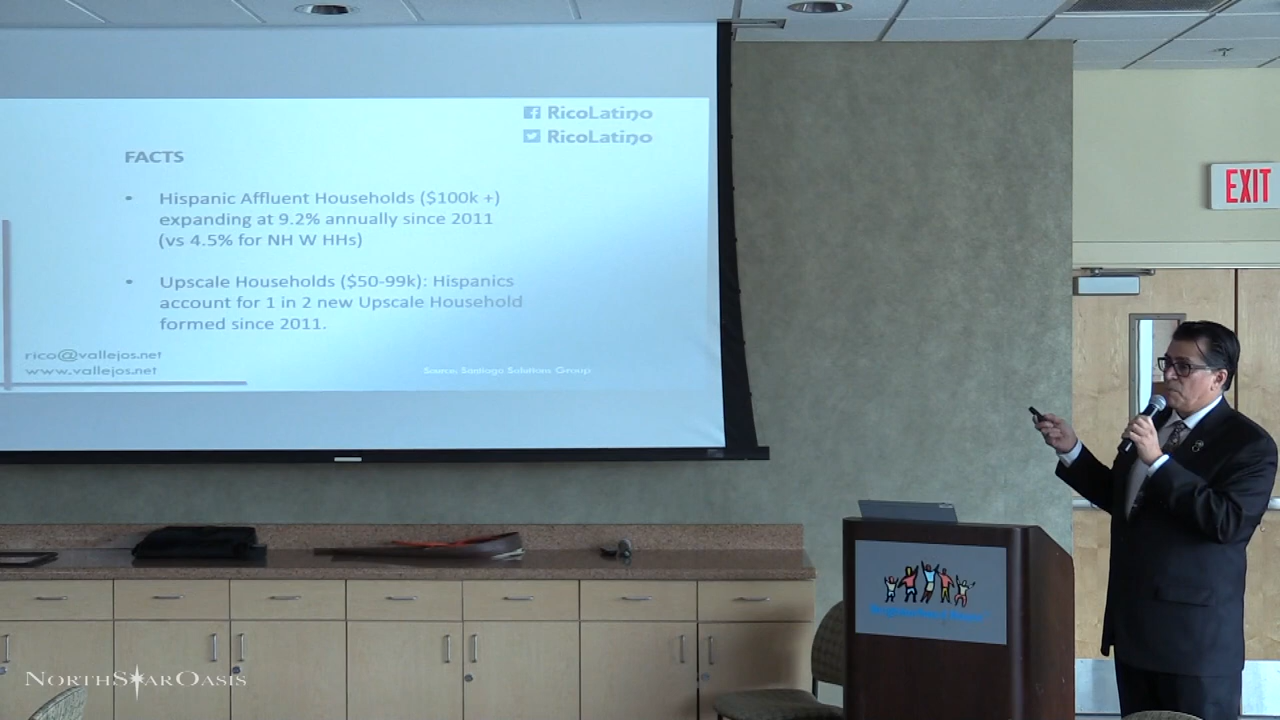 RicoLatino
RicoLatino
FACTS
• Hispanic Affluent Households ($100k +)
expanding at 9.2% annually since 2011
(vs 4.5% for NH W HHs)
• Upscale Households ($50-99k): Hispanics
account for 1 in 2 new Upscale Household
formed since 2011.
rico@vallejos.net
www.vallejos.net
Source: Santiago Solutions Group
EXIT
NORTHSTAROASIS